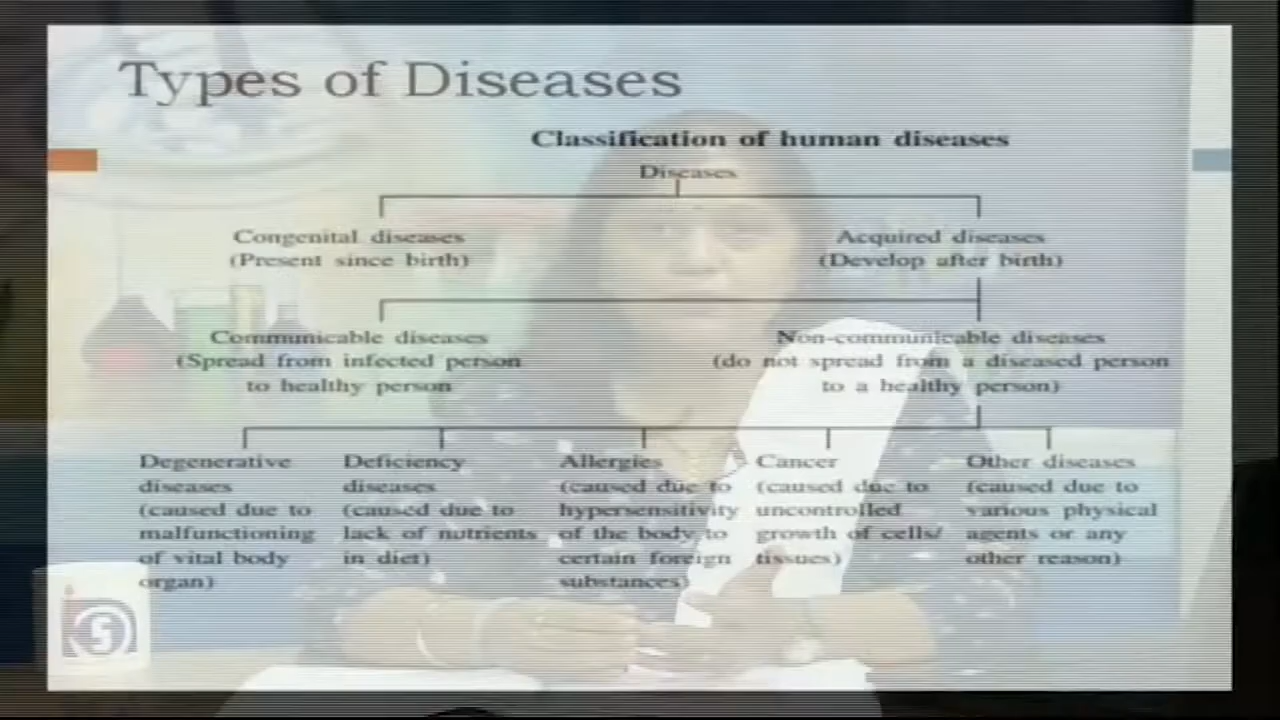 Types of Diseases
Classification of human diseases
Diseases
Congenital diseases
(Present since birth)
Acquired diseases
(Develop after birth)
Communicable diseases
(Spread from infected person
to healthy person
Non-communicable diseases
(do not spread from a diseased person
to a healthy person)
Degenerative
diseases
(caused due to
malfunctioning
of vital body
organ)
Deficiency
diseases
(caused due to
lack of nutrients
in diet)
Allergies
(caused due to
hypersensitivity
of the body to
certain foreign
substances)
Cancer
(caused due to
uncontrolled
growth of cells/
tissues)
Other diseases
(caused due to
various physical
agents or any
other reason)
S